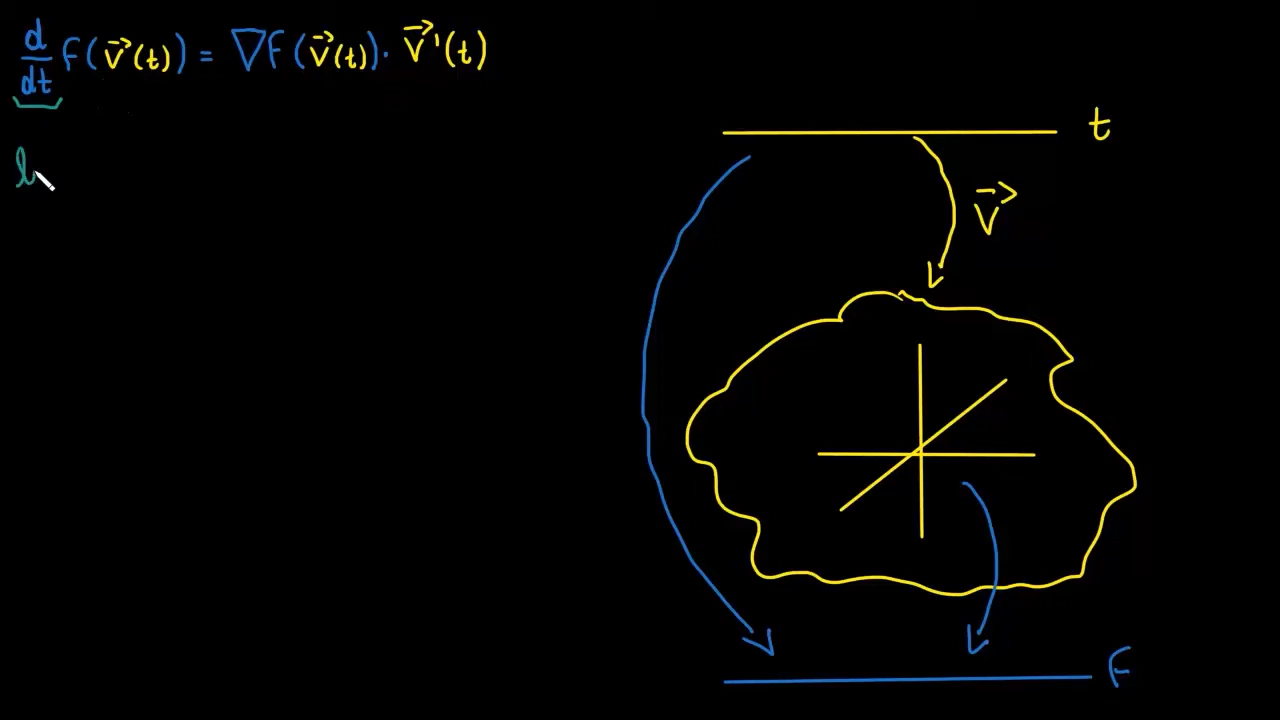 d/dt F(v⃗(t)) = ∇F(v⃗(t)) · v⃗'(t)
t
v⃗
F